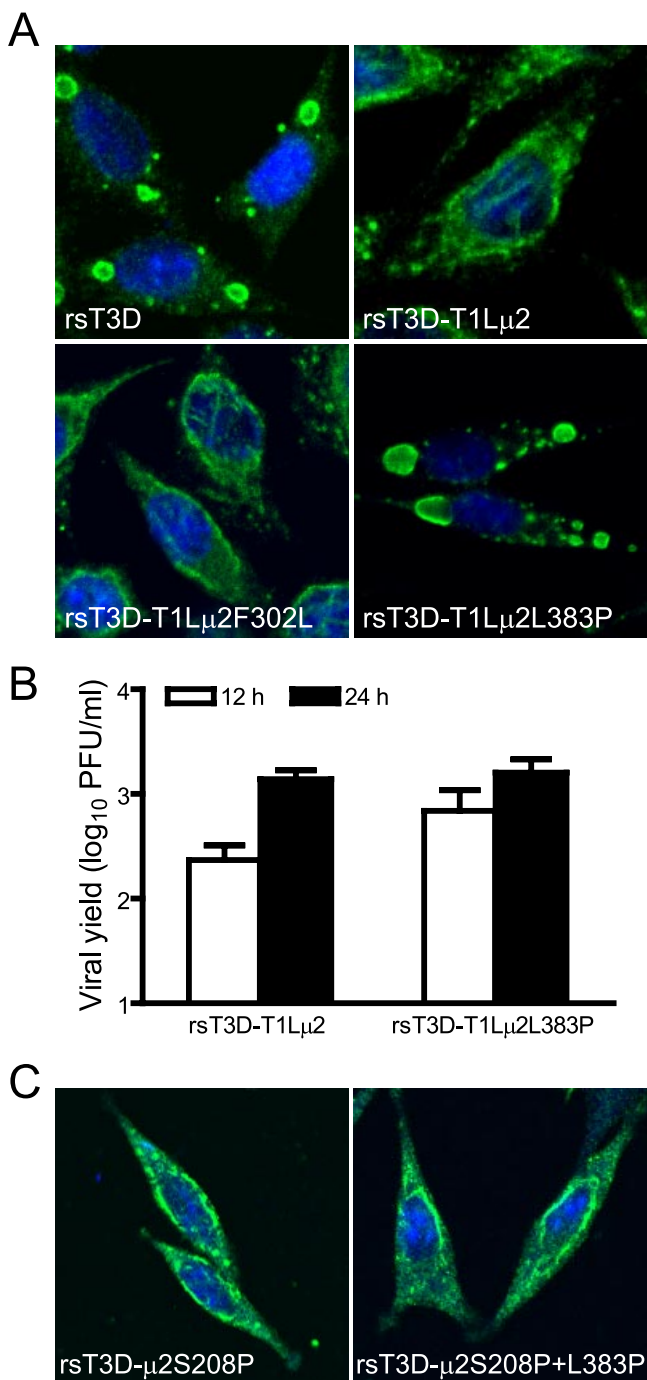 A
rsT3D
rsT3D-T1Lμ2
rsT3D-T1Lμ2F302L
rsT3D-T1Lμ2L383P
B
Viral yield (log10 PFU/ml)
4
3
2
1
12 h
24 h
rsT3D-T1Lμ2
rsT3D-T1Lμ2L383P
C
rsT3D-μ2S208P
rsT3D-μ2S208P+L383P